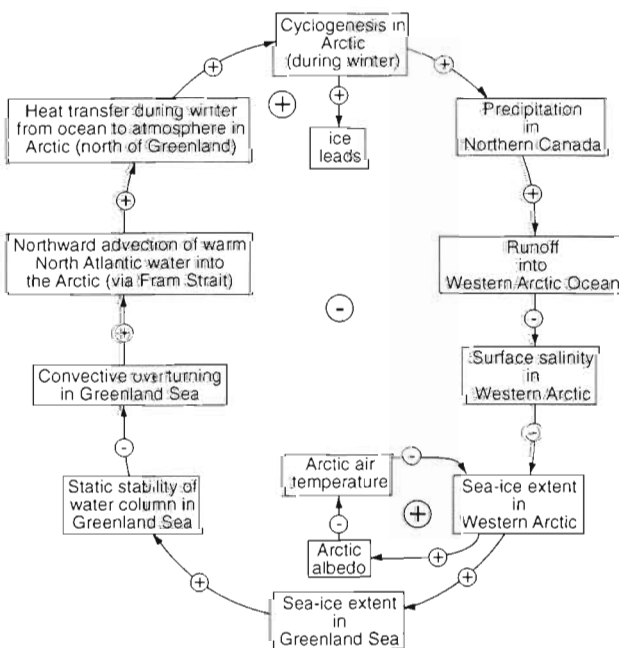 Cyclogenesis in
Arctic
(during winter)
+
+
+
+
Heat transfer during winter
from ocean to atmosphere in
Arctic (north of Greenland)
ice
leads
Precipitation
in
Northern Canada
+
+
Northward advection of warm
North Atlantic water into
the Arctic (via Fram Strait)
Runoff
into
Western Arctic Ocean
-
-
+
Convective overturning
in Greenland Sea
Surface salinity
in
Western Arctic
-
-
-
Static stability of
water column in
Greenland Sea
Arctic air
temperature
Sea-ice extent
in
Western Arctic
+
-
Arctic
albedo
+
+
+
Sea-ice extent
in
Greenland Sea